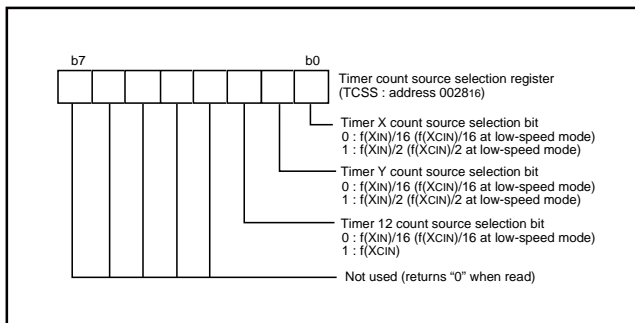 b7 b0
Timer count source selection register
(TCSS : address 002816)
Timer X count source selection bit
0 : f(XIN)/16 (f(XCIN)/16 at low-speed mode)
1 : f(XIN)/2 (f(XCIN)/2 at low-speed mode)
Timer Y count source selection bit
0 : f(XIN)/16 (f(XCIN)/16 at low-speed mode)
1 : f(XIN)/2 (f(XCIN)/2 at low-speed mode)
Timer 12 count source selection bit
0 : f(XIN)/16 (f(XCIN)/16 at low-speed mode)
1 : f(XCIN)
Not used (returns “0” when read)